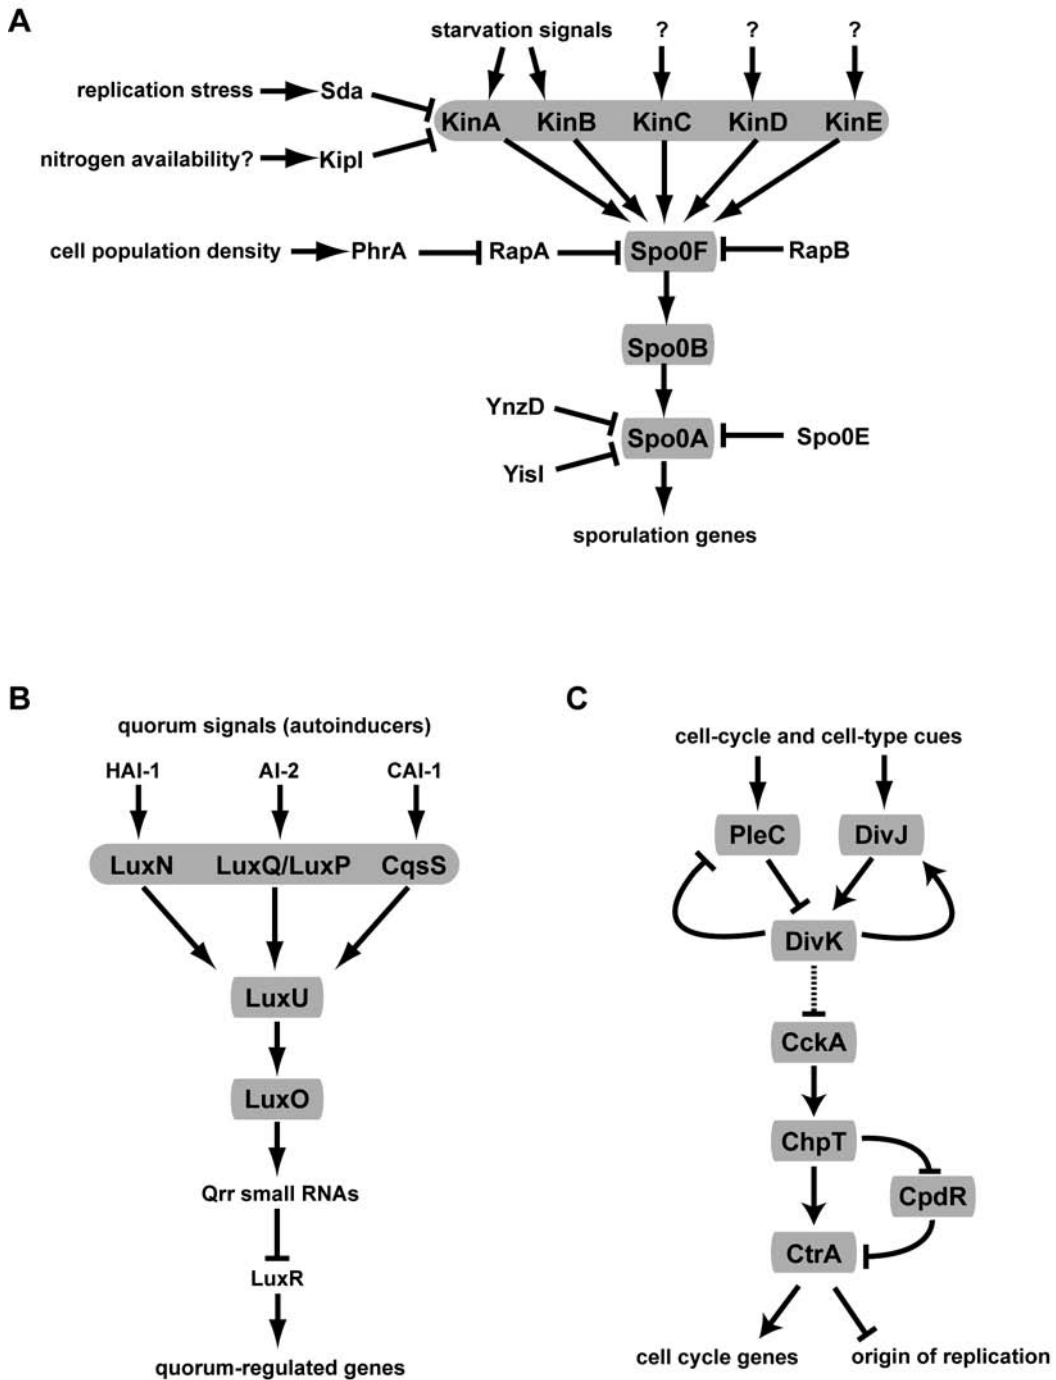 A
starvation signals ? ? ?
replication stress Sda
KinA KinB KinC KinD KinE
nitrogen availability? KipI
cell population density PhrA RapA Spo0F RapB
Spo0B
YnzD
Spo0A Spo0E
YisI
sporulation genes
B
quorum signals (autoinducers)
HAI-1 AI-2 CAI-1
LuxN LuxQ/LuxP CqsS
LuxU
LuxO
Qrr small RNAs
LuxR
quorum-regulated genes
C
cell-cycle and cell-type cues
PleC DivJ
DivK
CckA
ChpT
CpdR
CtrA
cell cycle genes origin of replication